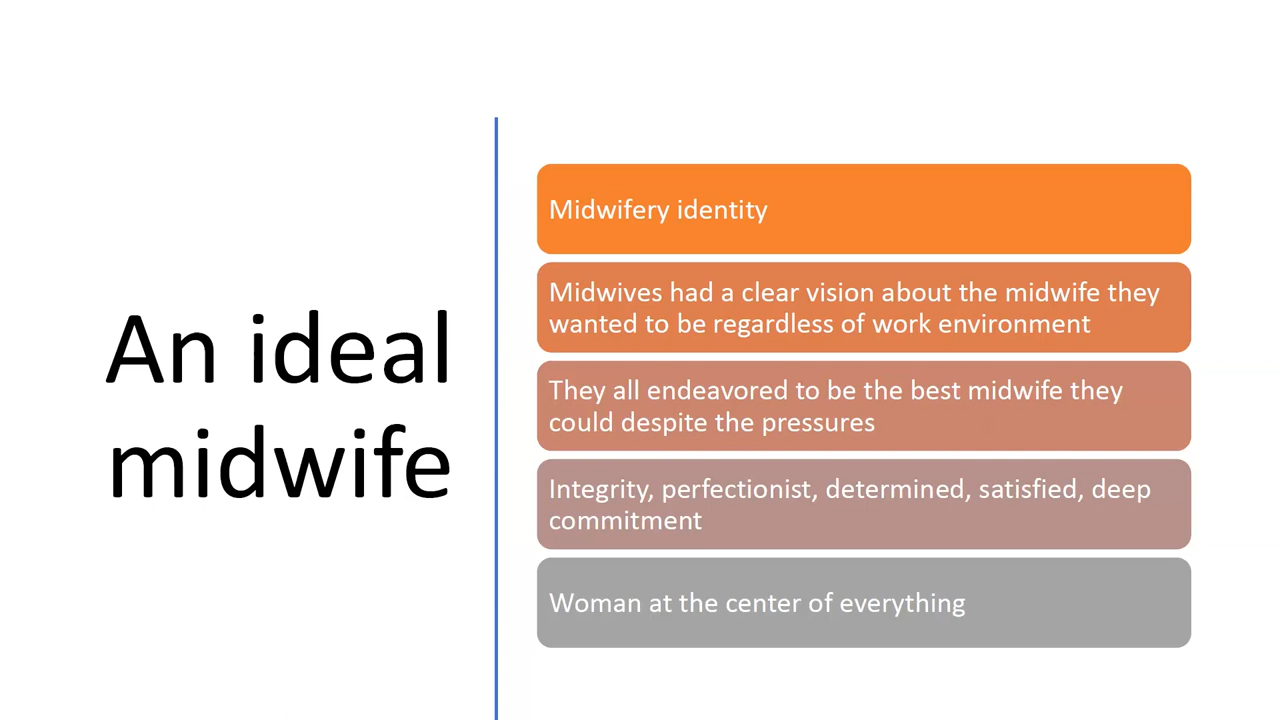 An ideal
midwife
Midwifery identity
Midwives had a clear vision about the midwife they
wanted to be regardless of work environment
They all endeavored to be the best midwife they
could despite the pressures
Integrity, perfectionist, determined, satisfied, deep
commitment
Woman at the center of everything